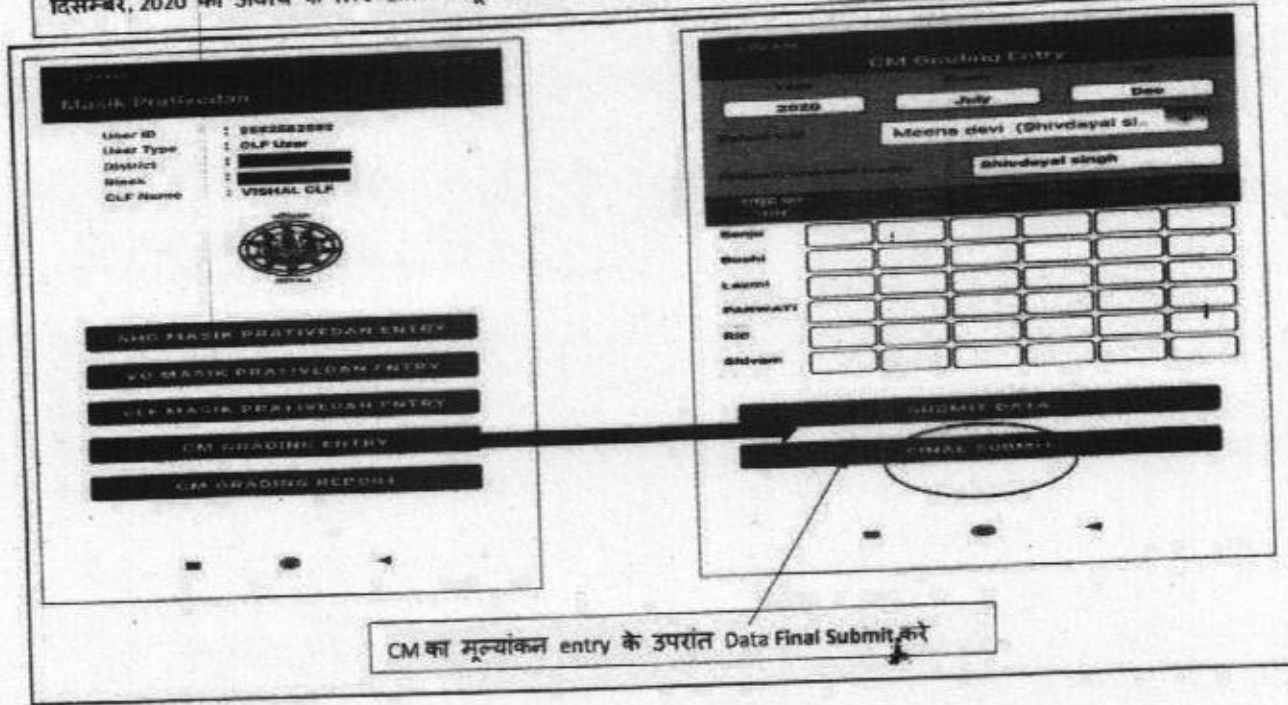 दिसम्बर, 2020 की अवधि के लिए
Masik Prativedan
User ID :
User Type : CLF User
District :
Block :
CLF Name : VISHAL CLF
SHG MASIK PRATIVEDAN ENTRY
VO MASIK PRATIVEDAN ENTRY
CLF MASIK PRATIVEDAN ENTRY
CM GRADING ENTRY
CM GRADING REPORT
CM Grading Entry
2020 July Dec
Meena devi (Shivdayal si..
Shivdayal singh
Sanju
Laxmi
PARWATI
Shivam
SUBMIT DATA
FINAL SUBMIT
CM का मूल्यांकन entry के उपरांत Data Final Submit करे